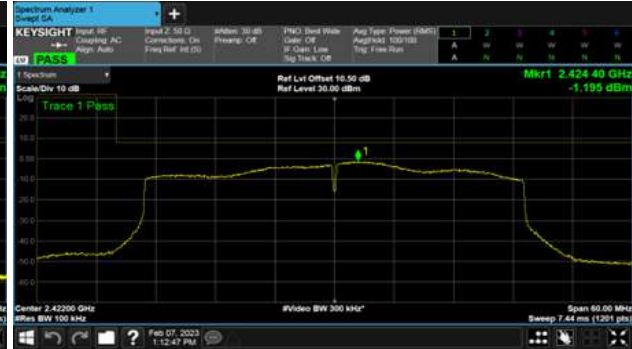 Spectrum Analyzer 1
Swept SA
+
KEYSIGHT Input: RF Input Z: 50 Ω #Atten: 30 dB PNO: Best Wide Avg Type: Power (RMS) 1 2 3 4 5 6
Coupling: AC Corrections: On Preamp: Off Gate: Off Avg|Hold: 100/100 A W W W W W
Align: Auto Freq Ref: Int (S) IF Gain: Low Trig: Free Run
Sig Track: Off A N N N N N
PASS
1 Spectrum
Ref Lvl Offset 10.50 dB Mkr1 2.424 40 GHz
Scale/Div 10 dB Ref Level 30.00 dBm -1.195 dBm
Log
Trace 1 Pass
20.0
10.0
0.00
1
-10.0
-20.0
-30.0
-40.0
-50.0
-60.0
Center 2.42200 GHz #Video BW 300 kHz* Span 60.00 MHz
#Res BW 100 kHz Sweep 7.44 ms (1201 pts)
? Feb 07, 2023
1:12:47 PM